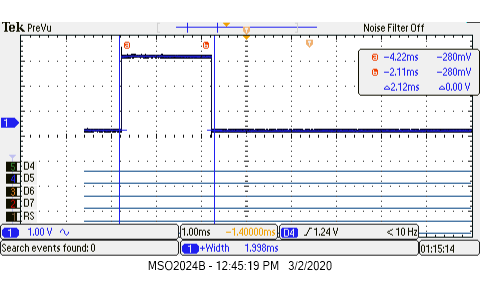 Tek PreVu Noise Filter Off
a −4.22ms −280mV
b −2.11ms −280mV
△2.12ms △0.00 V
a b
1
D4
D5
D6
D7
RS
1 1.00 V 1.00ms −1.40000ms D4 1.24 V < 10 Hz
Search events found: 0 1 +Width 1.998ms 01:15:14
MSO2024B - 12:45:19 PM 3/2/2020